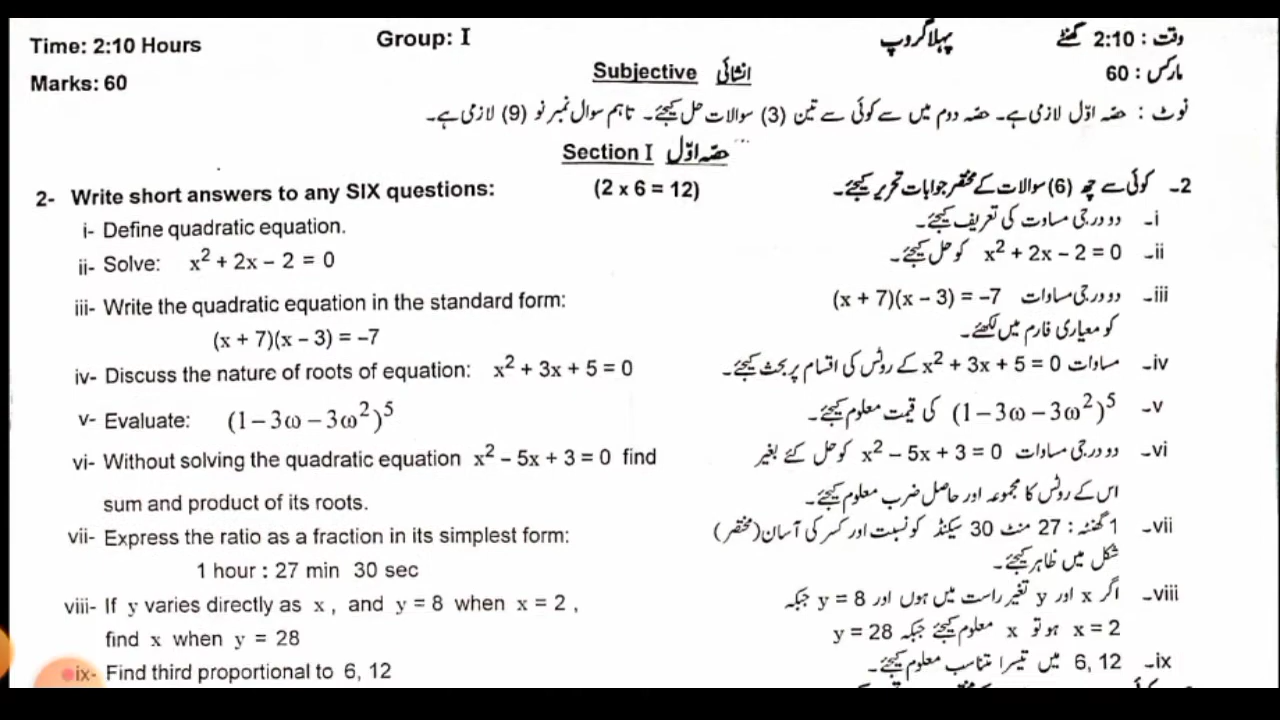 Time: 2:10 Hours Group: I پہلا گروپ وقت : 2:10 گھنٹے
Marks: 60 Subjective انشائی مارکس : 60
نوٹ : حصّہ اوّل لازمی ہے۔ حصّہ دوم میں سے کوئی سے تین (3) سوالات حل کیجئے۔ تاہم سوال نمبر نو (9) لازمی ہے۔
Section I حصّہ اوّل
2- Write short answers to any SIX questions: (2 x 6 = 12) 2۔ کوئی سے چھ (6) سوالات کے مختصر جوابات تحریر کیجئے۔
i- Define quadratic equation. i۔ دو درجی مساوت کی تعریف کیجئے۔
ii- Solve: x² + 2x – 2 = 0 ii۔ x² + 2x – 2 = 0 کو حل کیجئے۔
iii- Write the quadratic equation in the standard form: iii۔ دو درجی مساوات (x + 7)(x – 3) = –7
(x + 7)(x – 3) = –7 کو معیاری فارم میں لکھئے۔
iv- Discuss the nature of roots of equation: x² + 3x + 5 = 0 iv۔ مساوات x² + 3x + 5 = 0 کے روٹس کی اقسام پر بحث کیجئے۔
v- Evaluate: (1 – 3ω – 3ω²)⁵ v۔ (1 – 3ω – 3ω²)⁵ کی قیمت معلوم کیجئے۔
vi- Without solving the quadratic equation x² – 5x + 3 = 0 find vi۔ دو درجی مساوات x² – 5x + 3 = 0 کو حل کئے بغیر
sum and product of its roots. اس کے روٹس کا مجموعہ اور حاصل ضرب معلوم کیجئے۔
vii- Express the ratio as a fraction in its simplest form: vii۔ 1 گھنٹہ : 27 منٹ 30 سیکنڈ کو نسبت اور کسر کی آسان (مختصر)
1 hour : 27 min 30 sec شکل میں ظاہر کیجئے۔
viii- If y varies directly as x , and y = 8 when x = 2 , viii۔ اگر x اور y تغیر راست میں ہوں اور y = 8 جبکہ
find x when y = 28 x = 2 ہو تو x معلوم کیجئے جبکہ y = 28
ix- Find third proportional to 6, 12 ix۔ 6, 12 میں تیسرا متناسب معلوم کیجئے۔